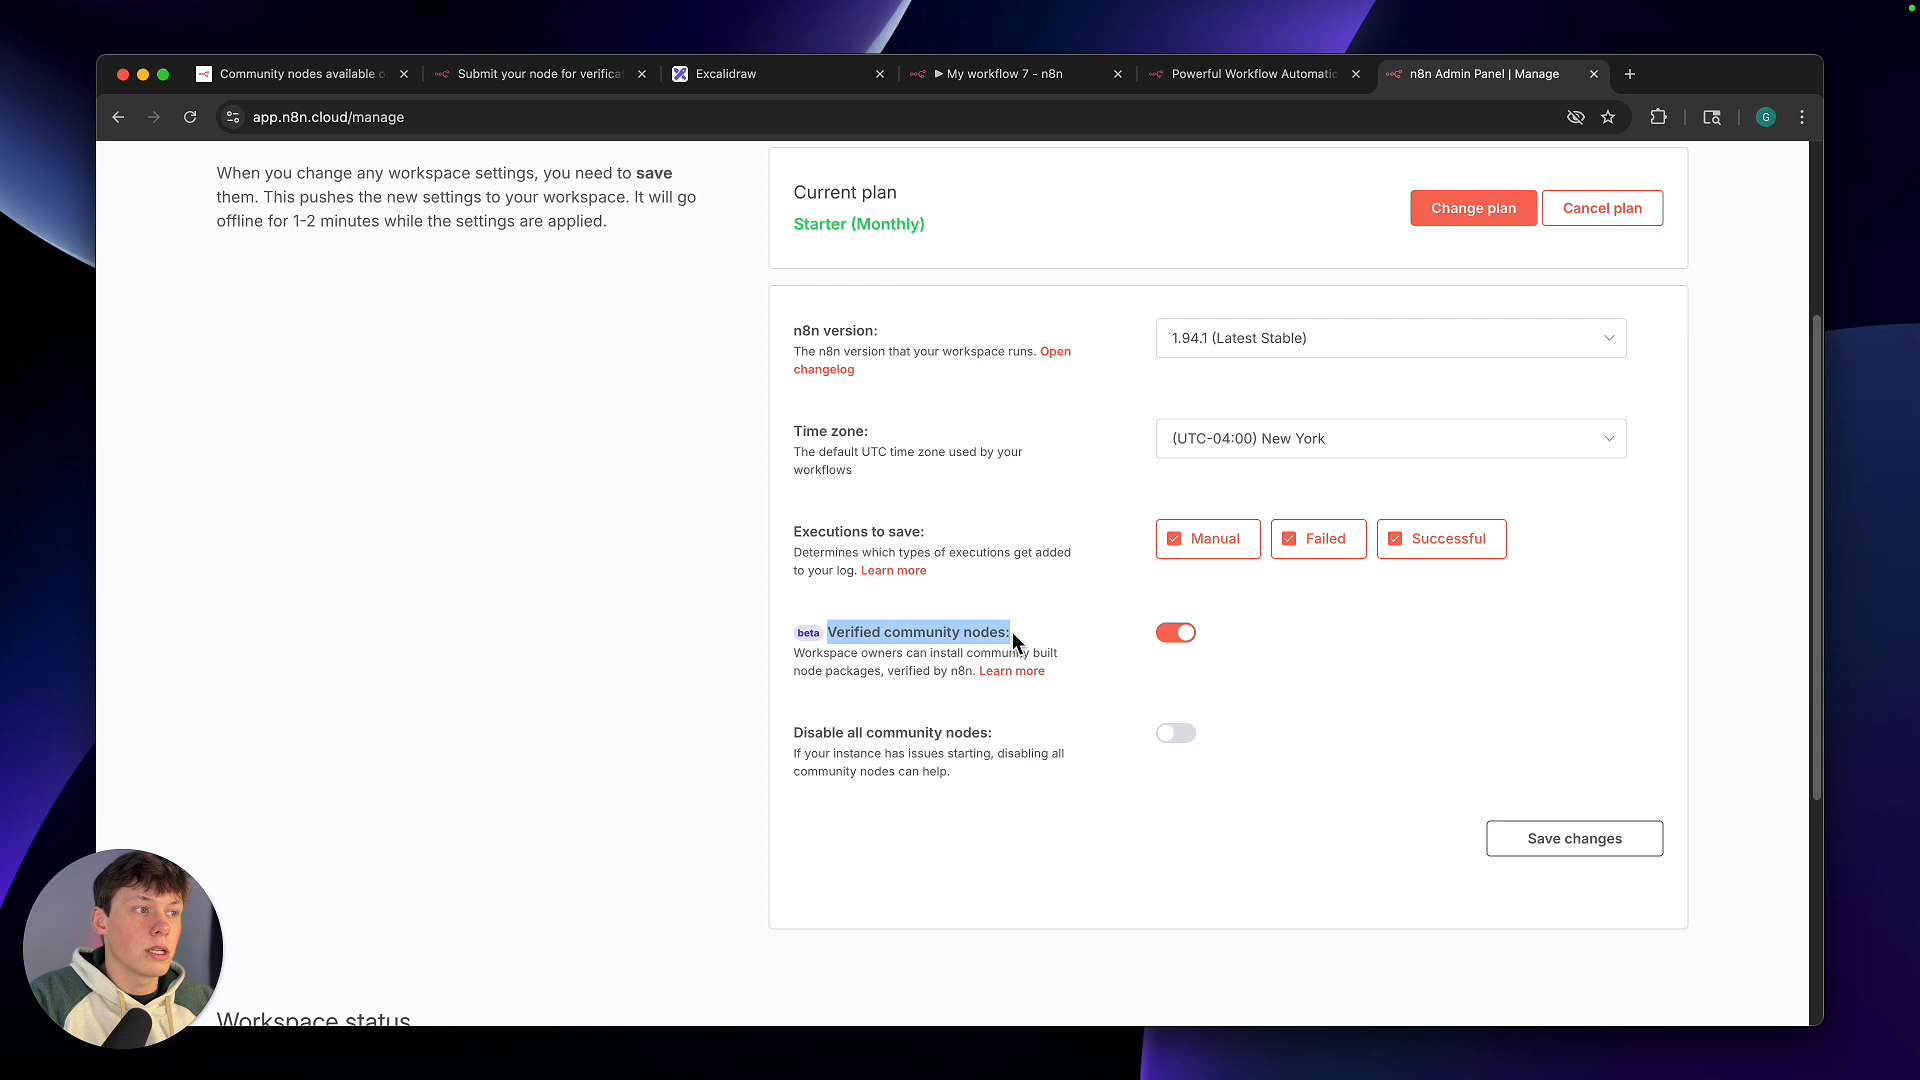 Community nodes available o
Submit your node for verificat
Excalidraw
▶ My workflow 7 - n8n
Powerful Workflow Automatio
n8n Admin Panel | Manage
app.n8n.cloud/manage
G
When you change any workspace settings, you need to save
them. This pushes the new settings to your workspace. It will go
offline for 1-2 minutes while the settings are applied.
Current plan
Starter (Monthly)
Change plan
Cancel plan
n8n version:
The n8n version that your workspace runs. Open
changelog
1.94.1 (Latest Stable)
Time zone:
The default UTC time zone used by your
workflows
(UTC-04:00) New York
Executions to save:
Determines which types of executions get added
to your log. Learn more
Manual
Failed
Successful
beta Verified community nodes:
Workspace owners can install community built
node packages, verified by n8n. Learn more
Disable all community nodes:
If your instance has issues starting, disabling all
community nodes can help.
Save changes
Workspace status